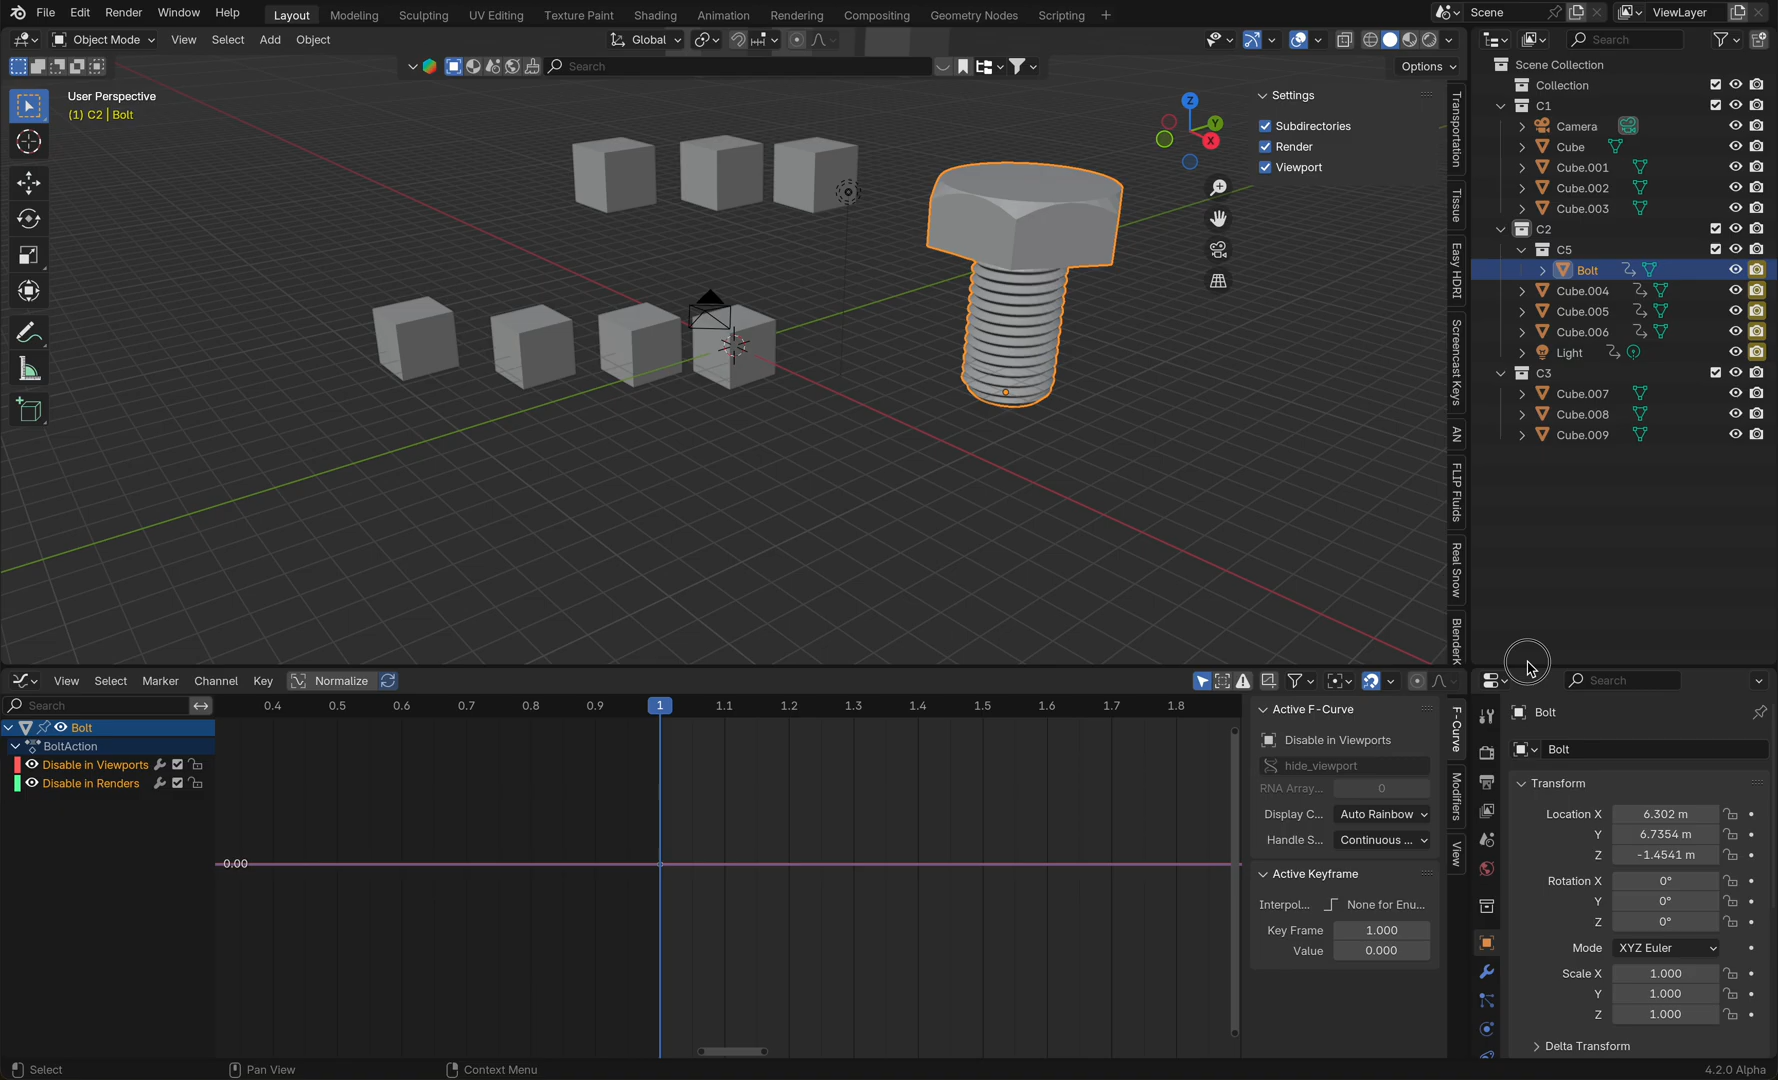 File Edit Render Window Help Layout Modeling Sculpting UV Editing Texture Paint Shading Animation Rendering Compositing Geometry Nodes Scripting + Scene ViewLayer
Object Mode View Select Add Object Global Search
Search Options
User Perspective
(1) C2 | Bolt
Z
Y
X
Settings
Subdirectories
Render
Viewport
Transportation
Tissue
Easy HDRI
Screencast Keys
AN
FLIP Fluids
Real Snow
BlenderK
Scene Collection
Collection
C1
Camera
Cube
Cube.001
Cube.002
Cube.003
C2
C5
Bolt
Cube.004
Cube.005
Cube.006
Light
C3
Cube.007
Cube.008
Cube.009
View Select Marker Channel Key Normalize
Search
0.4 0.5 0.6 0.7 0.8 0.9 1 1.1 1.2 1.3 1.4 1.5 1.6 1.7 1.8
Bolt
BoltAction
Disable in Viewports
Disable in Renders
0.00
Active F-Curve
Disable in Viewports
hide_viewport
RNA Array... 0
Display C... Auto Rainbow
Handle S... Continuous ...
Active Keyframe
Interpol... None for Enu...
Key Frame 1.000
Value 0.000
F-Curve
Modifiers
View
Search
Bolt
Bolt
Transform
Location X 6.302 m
Y 6.7354 m
Z -1.4541 m
Rotation X 0°
Y 0°
Z 0°
Mode XYZ Euler
Scale X 1.000
Y 1.000
Z 1.000
Delta Transform
Select Pan View Context Menu 4.2.0 Alpha